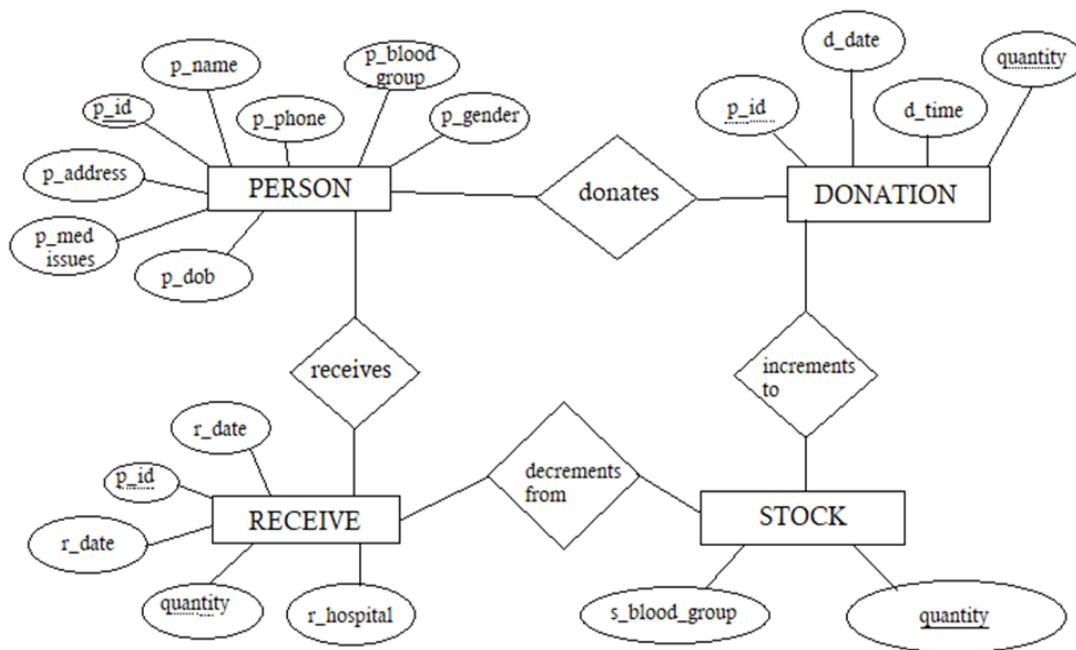 p_name
p_blood
group
p_id
p_phone
p_gender
p_address
PERSON
p_med
issues
p_dob
donates
d_date
quantity
p_id
d_time
DONATION
receives
increments
to
r_date
p_id
r_date
RECEIVE
quantity
r_hospital
decrements
from
STOCK
s_blood_group
quantity